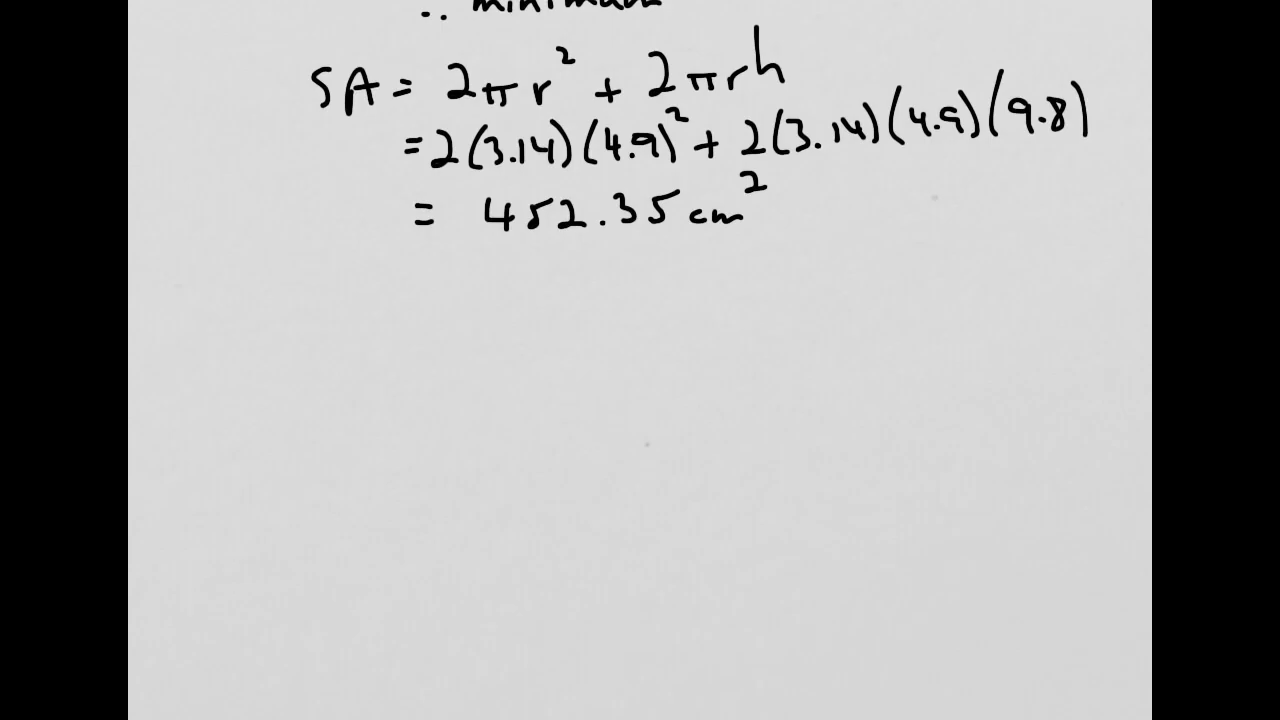 ∴ minimum
SA = 2πr² + 2πrh
= 2(3.14)(4.9)² + 2(3.14)(4.9)(9.8)
= 452.35 cm²